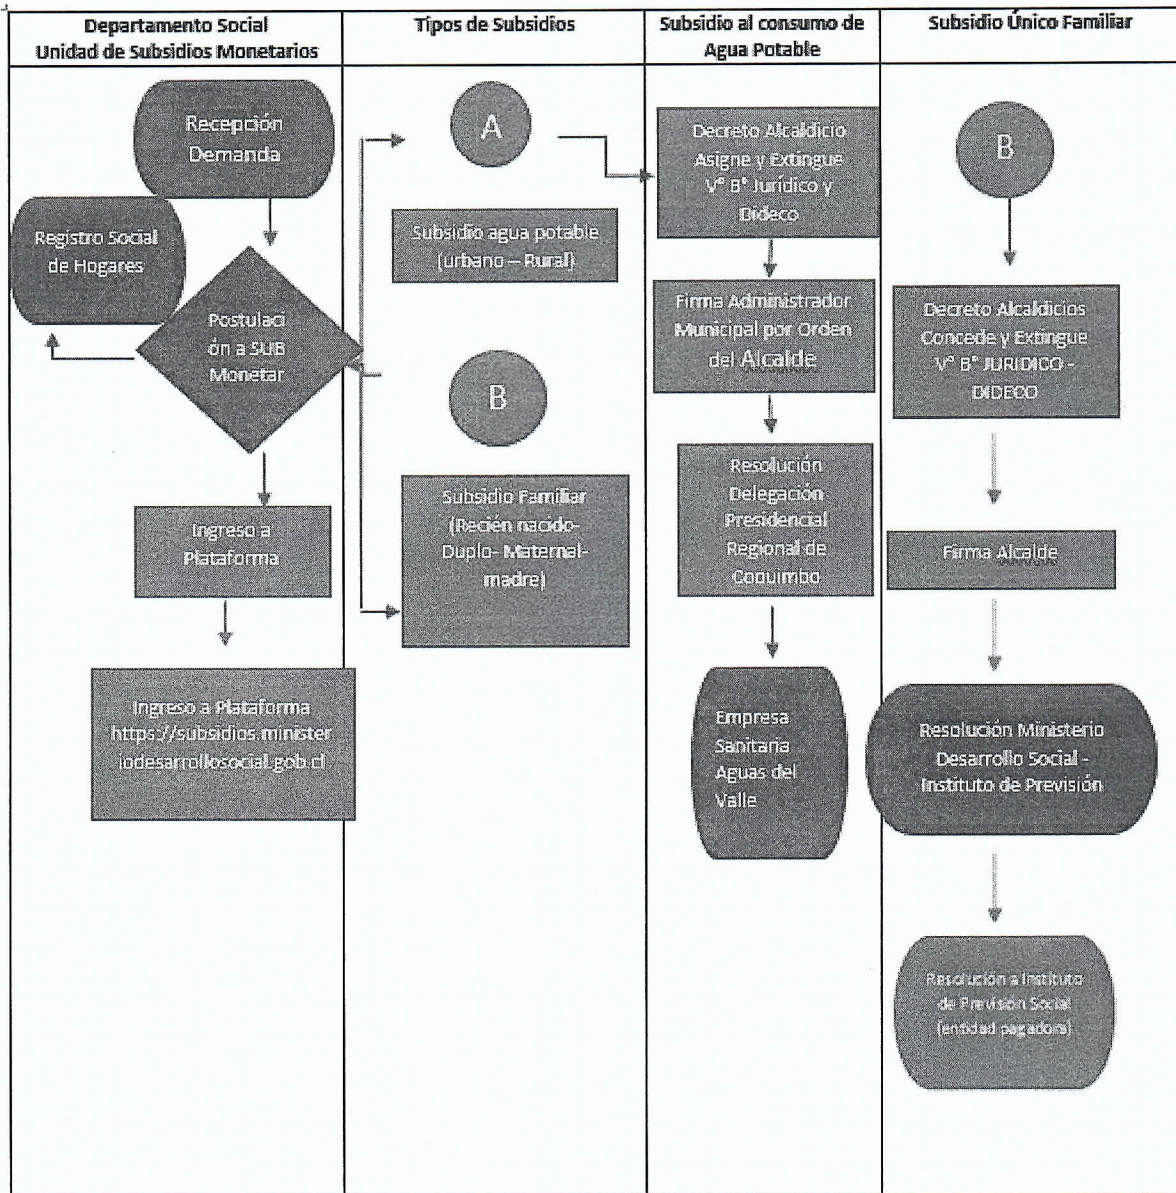 Departamento Social
Unidad de Subsidios Monetarios
Tipos de Subsidios
Subsidio al consumo de
Agua Potable
Subsidio Único Familiar
Recepción
Demanda
Registro Social
de Hogares
Postulaci
ón a SUB
Monetar
Ingreso a
Plataforma
Ingreso a Plataforma
https://subsidios.minister
iodesarrollosocial.gob.cl
A
Subsidio agua potable
(urbano – Rural)
B
Subsidio Familiar
(Recién nacido-
Duplo- Maternal-
madre)
Decreto Alcaldicio
Asigne y Extingue
V° B° Jurídico y
Dideco
Firma Administrador
Municipal por Orden
del Alcalde
Resolución
Delegación
Presidencial
Regional de
Coquimbo
Empresa
Sanitaria
Aguas del
Valle
B
Decreto Alcaldicios
Concede y Extingue
V° B° JURIDICO -
DIDECO
Firma Alcalde
Resolución Ministerio
Desarrollo Social -
Instituto de Previsión
Resolución a Instituto
de Previsión Social
(entidad pagadora)